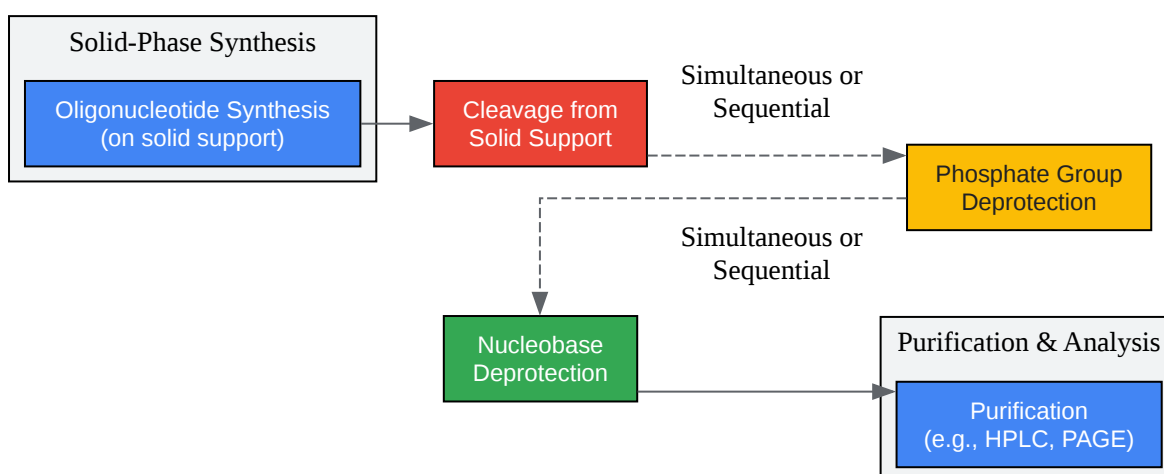 Solid-Phase Synthesis
Oligonucleotide Synthesis
(on solid support)
Cleavage from
Solid Support
Simultaneous or
Sequential
Phosphate Group
Deprotection
Simultaneous or
Sequential
Nucleobase
Deprotection
Purification & Analysis
Purification
(e.g., HPLC, PAGE)